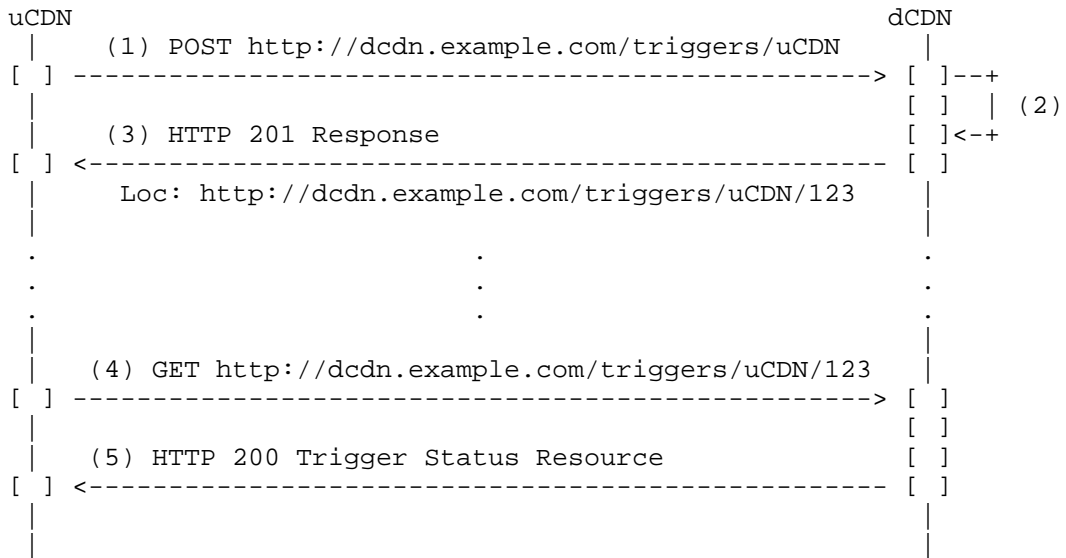 uCDN                                                   dCDN
 |    (1) POST http://dcdn.example.com/triggers/uCDN     |
[ ] --------------------------------------------------> [ ]--+
 |                                                      [ ]  | (2)
 |    (3) HTTP 201 Response                             [ ]<-+
[ ] <-------------------------------------------------- [ ]
 |     Loc: http://dcdn.example.com/triggers/uCDN/123    |
 |                                                       |
 .                           .                           .
 .                           .                           .
 .                           .                           .
 |                                                       |
 |   (4) GET http://dcdn.example.com/triggers/uCDN/123   |
[ ] --------------------------------------------------> [ ]
 |                                                      [ ]
 |   (5) HTTP 200 Trigger Status Resource               [ ]
[ ] <-------------------------------------------------- [ ]
 |                                                       |
 |                                                       |